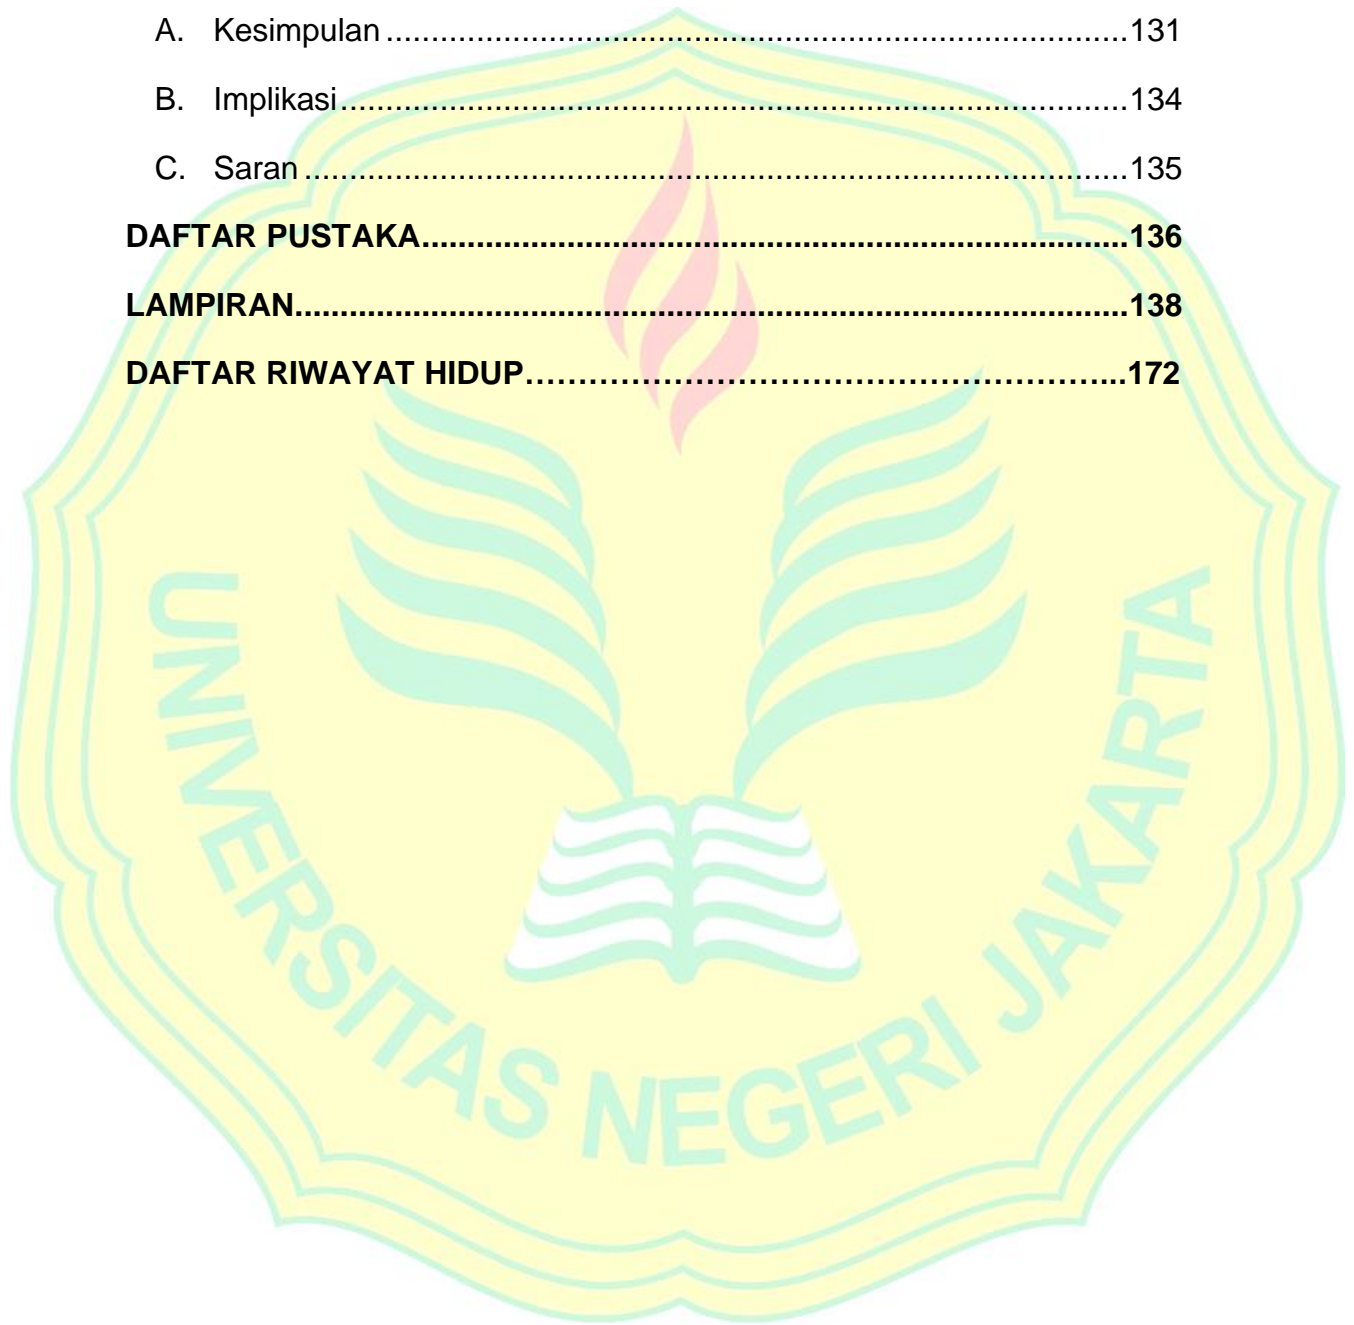 A. Kesimpulan ....................................................................................131
B. Implikasi.........................................................................................134
C. Saran .............................................................................................135
DAFTAR PUSTAKA................................................................................136
LAMPIRAN..............................................................................................138
DAFTAR RIWAYAT HIDUP…………………………………………………...172
UNIVERSITAS NEGERI JAKARTA